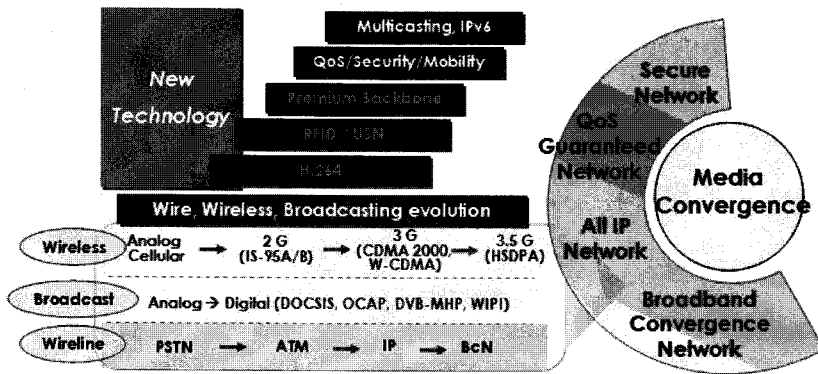 New
Technology
Multicasting, IPv6
QoS/Security/Mobility
Premium Backbone
RFID / USN
H.264
Wire, Wireless, Broadcasting evolution
Wireless
Analog
Cellular
→ 2 G
(IS-95A/B)
→ 3 G
(CDMA 2000,
W-CDMA)
→ 3.5 G
(HSDPA)
Broadcast
Analog → Digital (DOCSIS, OCAP, DVB-MHP, WIPI)
Wireline
PSTN → ATM → IP → BcN
Secure
Network
QoS
Guaranteed
Network
All IP
Network
Broadband
Convergence
Network
Media
Convergence